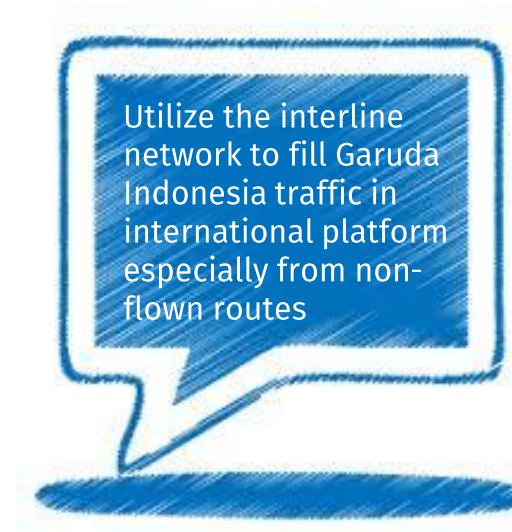 Utilize the interline
network to fill Garuda
Indonesia traffic in
international platform
especially from non-
flown routes